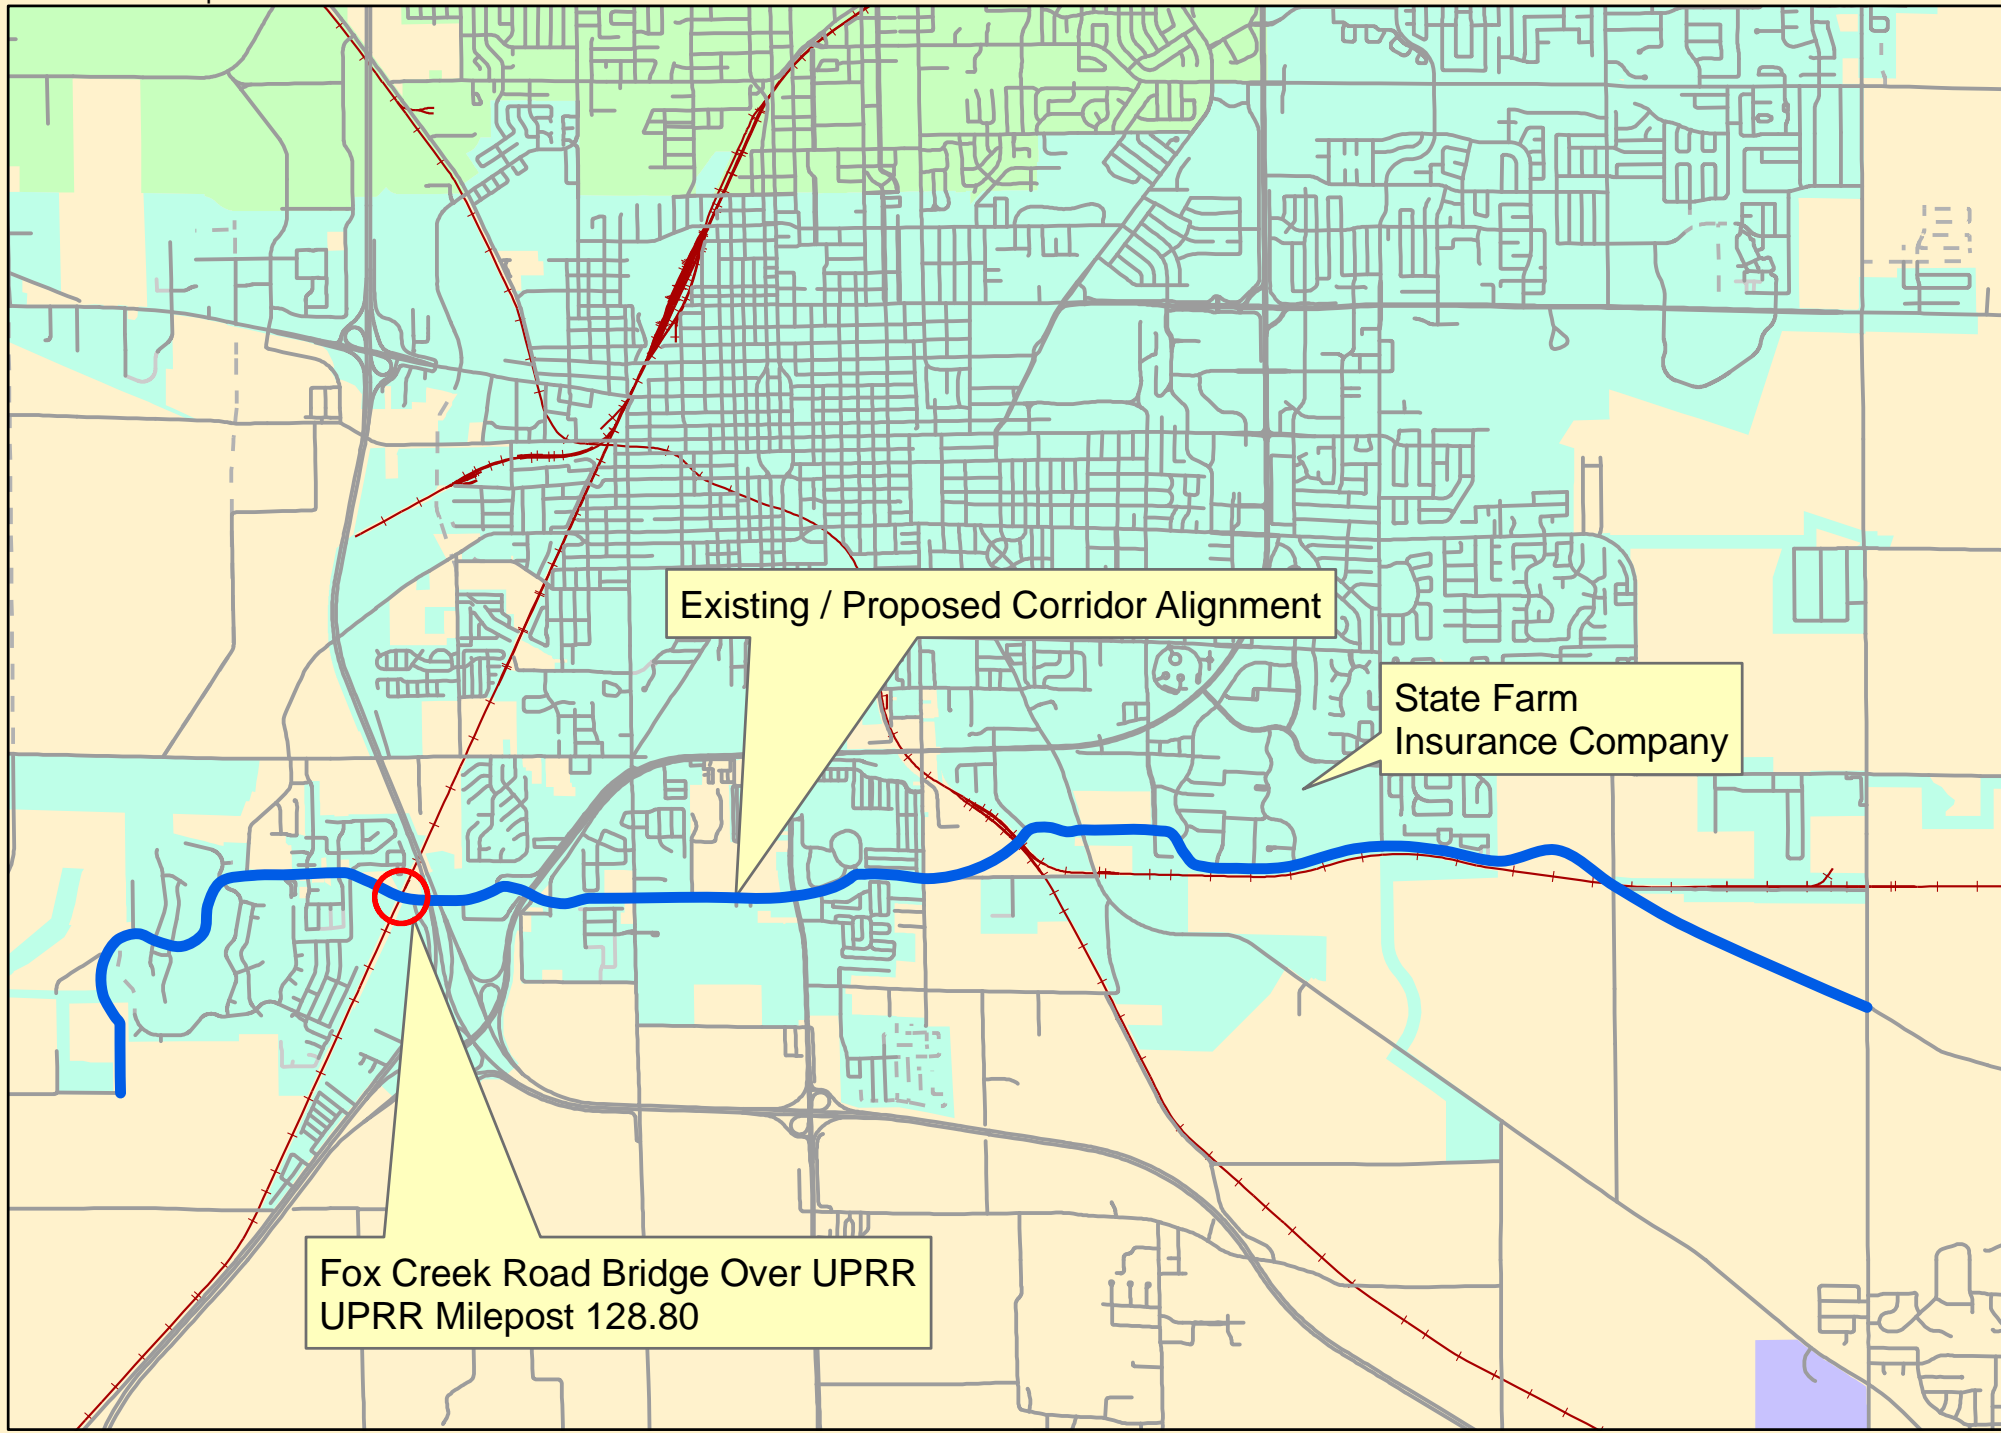 Existing / Proposed Corridor Alignment
State Farm
Insurance Company
Fox Creek Road Bridge Over UPRR
UPRR Milepost 128.80